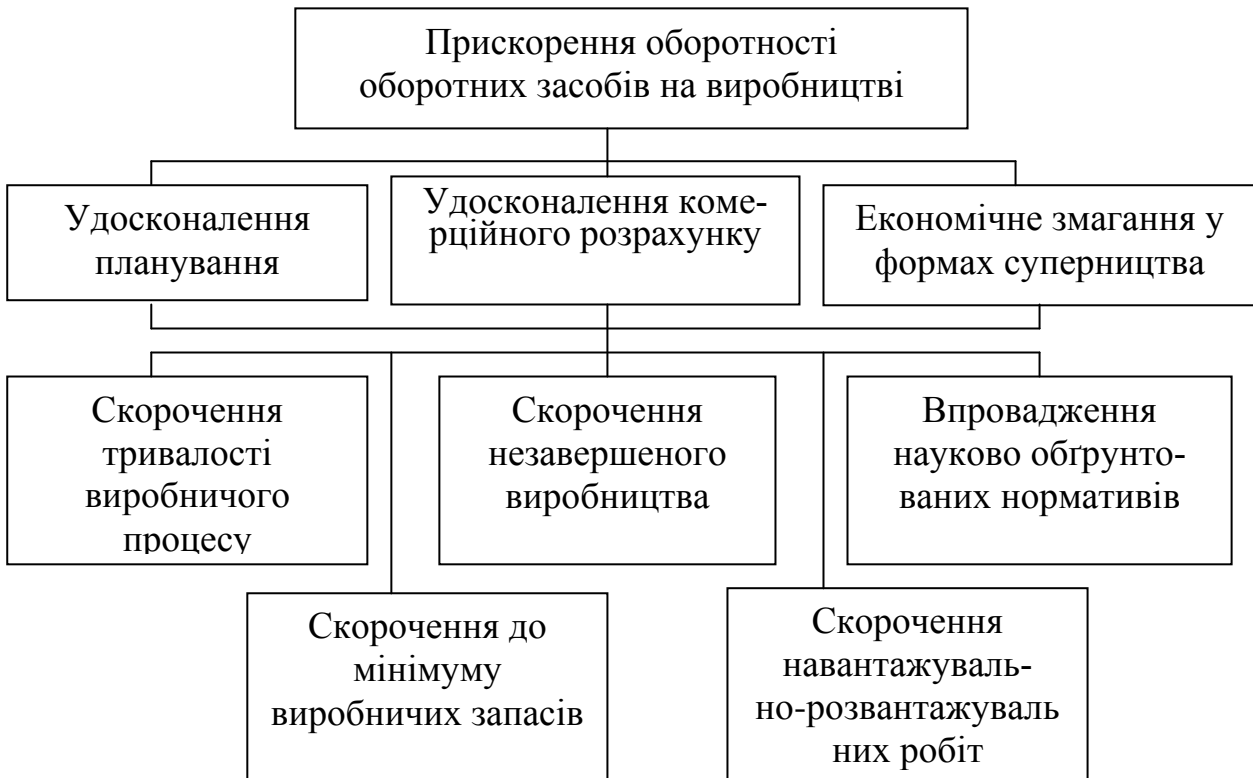 Прискорення оборотності
оборотних засобів на виробництві
Удосконалення
планування
Удосконалення коме-
рційного розрахунку
Економічне змагання у
формах суперництва
Скорочення
тривалості
виробничого
процесу
Скорочення
незавершеного
виробництва
Впровадження
науково обґрунто-
ваних нормативів
Скорочення до
мінімуму
виробничих запасів
Скорочення
навантажуваль-
но-розвантажуваль
них робіт